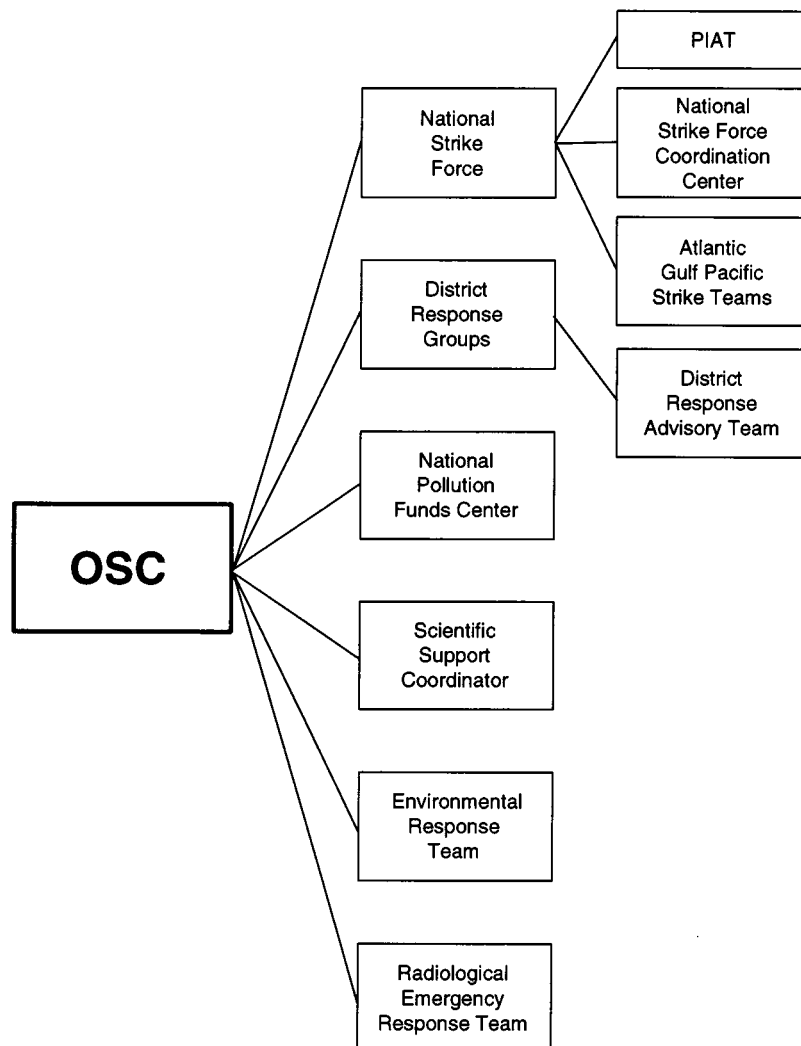 PIAT
National
Strike Force
Coordination
Center
National
Strike
Force
Atlantic
Gulf Pacific
Strike Teams
District
Response
Groups
District
Response
Advisory Team
National
Pollution
Funds Center
OSC
Scientific
Support
Coordinator
Environmental
Response
Team
Radiological
Emergency
Response Team